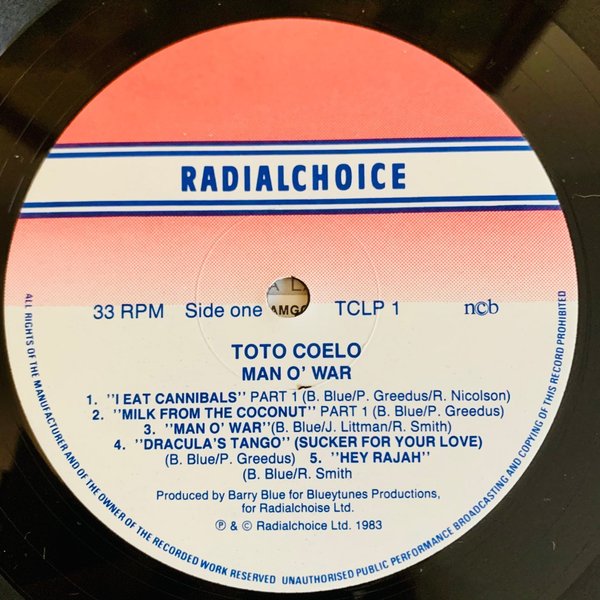 RADIALCHOICE
33 RPM Side one TCLP 1 ncb
TOTO COELO
MAN O' WAR
1. "I EAT CANNIBALS" PART 1 (B. Blue/P. Greedus/R. Nicolson)
2. "MILK FROM THE COCONUT" PART 1 (B. Blue/P. Greedus)
3. "MAN O' WAR"(B. Blue/J. Littman/R. Smith)
4. "DRACULA'S TANGO" (SUCKER FOR YOUR LOVE)
(B. Blue/P. Greedus) 5. "HEY RAJAH"
(B. Blue/R. Smith
Produced by Barry Blue for Blueytunes Productions,
for Radialchoise Ltd.
℗ & © Radialchoice Ltd. 1983
ALL RIGHTS OF THE MANUFACTURER AND OF THE OWNER OF THE RECORDED WORK RESERVED UNAUTHORISED PUBLIC PERFORMANCE BROADCASTING AND COPYING OF THIS RECORD PROHIBITED